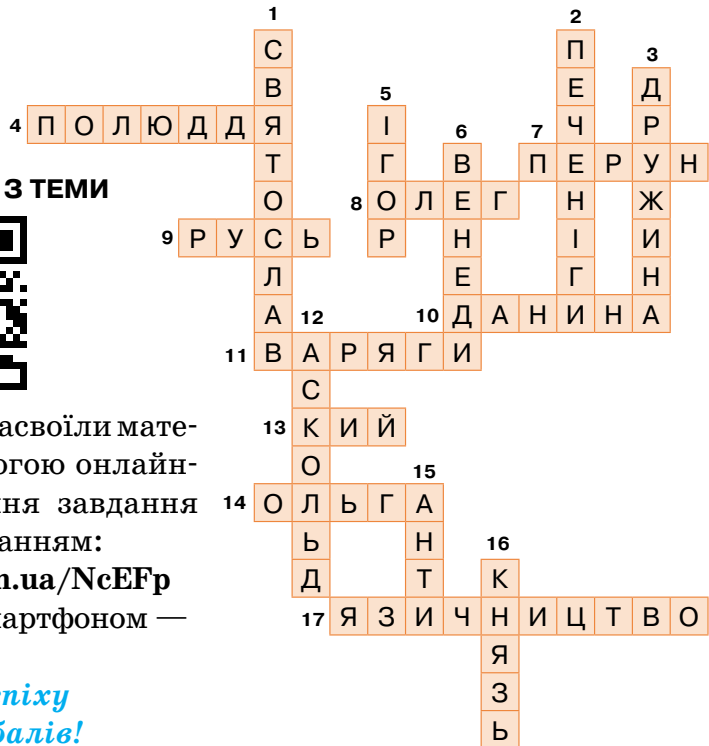 1
2
3
5
6
7
4 ПОЛЮДДЯ
СВЯТОСЛАВ
ПЕЧЕНІГИ
ДРУЖИНА
ІГОР
ВЕНЕДИ
ПЕРУН
З ТЕМИ
8 ОЛЕГ
9 РУСЬ
10 ДАНИНА
12
11 ВАРЯГИ
АСКОЛЬД
13 КИЙ
15
14 ОЛЬГА
АНТИ
16
КНЯЗЬ
17 ЯЗИЧНИЦТВО
асвоїли мате-
огою онлайн-
ня завдання
анням:
n.ua/NcEFp
артфоном —
піху
балів!